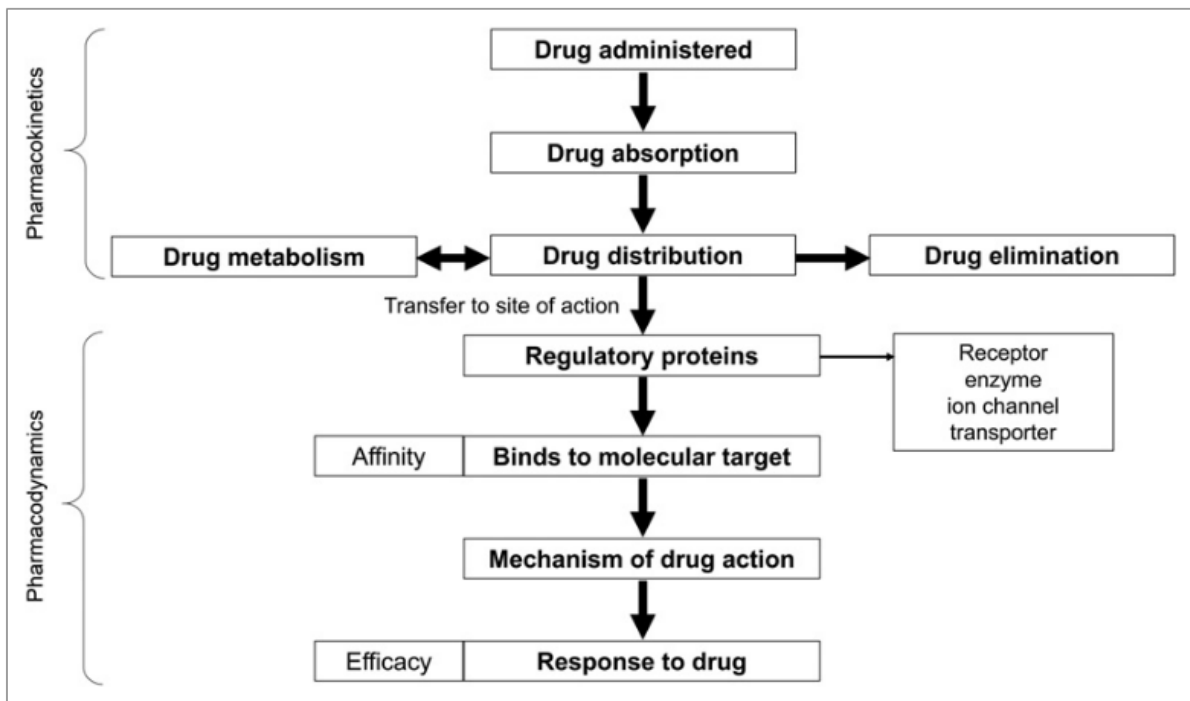 Pharmacokinetics
Drug administered
Drug absorption
Drug metabolism
Drug distribution
Drug elimination
Transfer to site of action
Pharmacodynamics
Regulatory proteins
Receptor
enzyme
ion channel
transporter
Affinity
Binds to molecular target
Mechanism of drug action
Efficacy
Response to drug